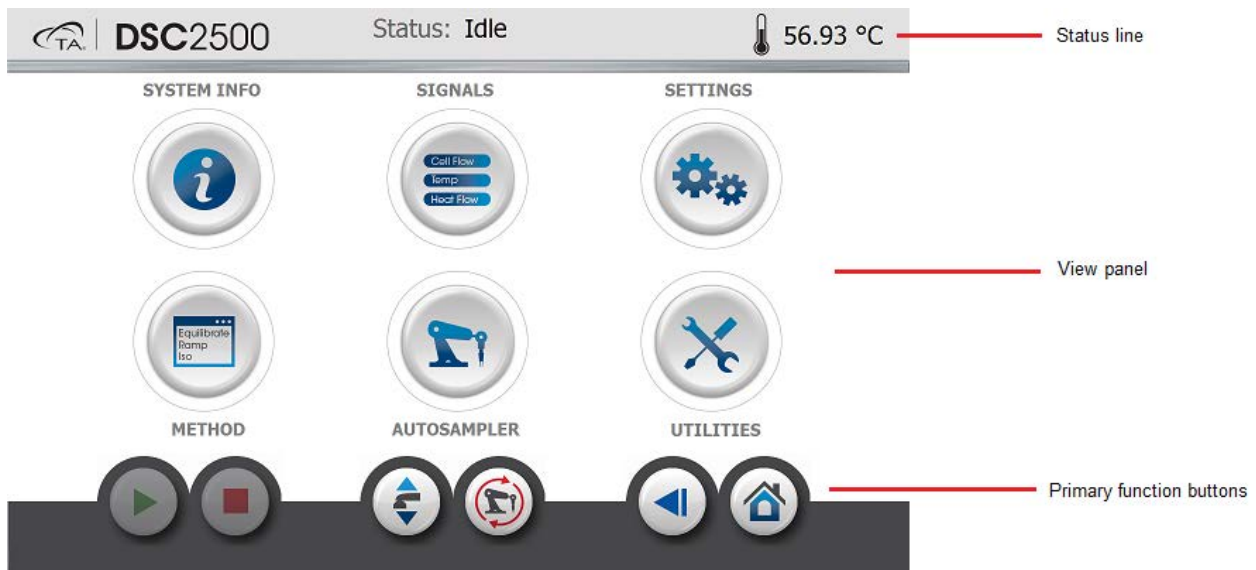 TA. DSC2500 Status: Idle 56.93 °C Status line
SYSTEM INFO SIGNALS SETTINGS
Cell Flow
Temp
Heat Flow
View panel
Equilibrate
Ramp
Iso
METHOD AUTOSAMPLER UTILITIES
Primary function buttons